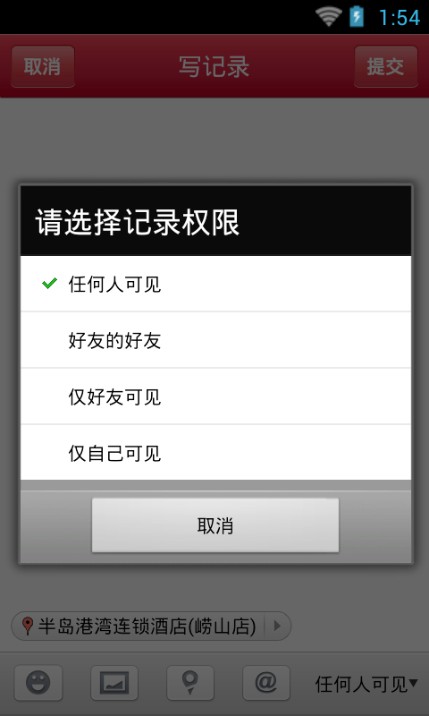 1:54
取消
写记录
提交
请选择记录权限
任何人可见
好友的好友
仅好友可见
仅自己可见
取消
半岛港湾连锁酒店(崂山店)
@
任何人可见